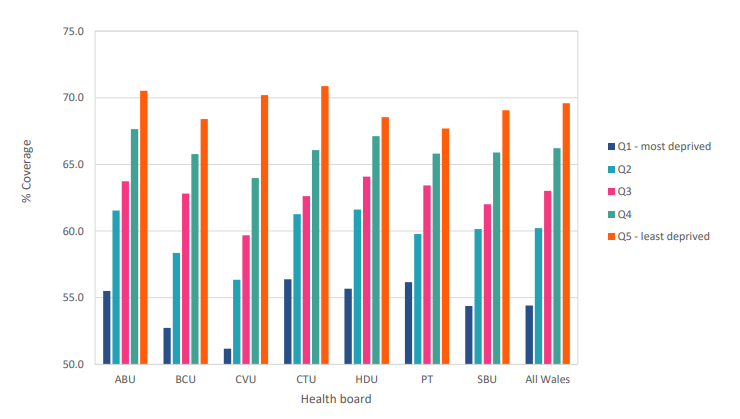 75.0
70.0
65.0
60.0
55.0
50.0
% Coverage
ABU BCU CVU CTU HDU PT SBU All Wales
Health board
Q1 - most deprived
Q2
Q3
Q4
Q5 - least deprived